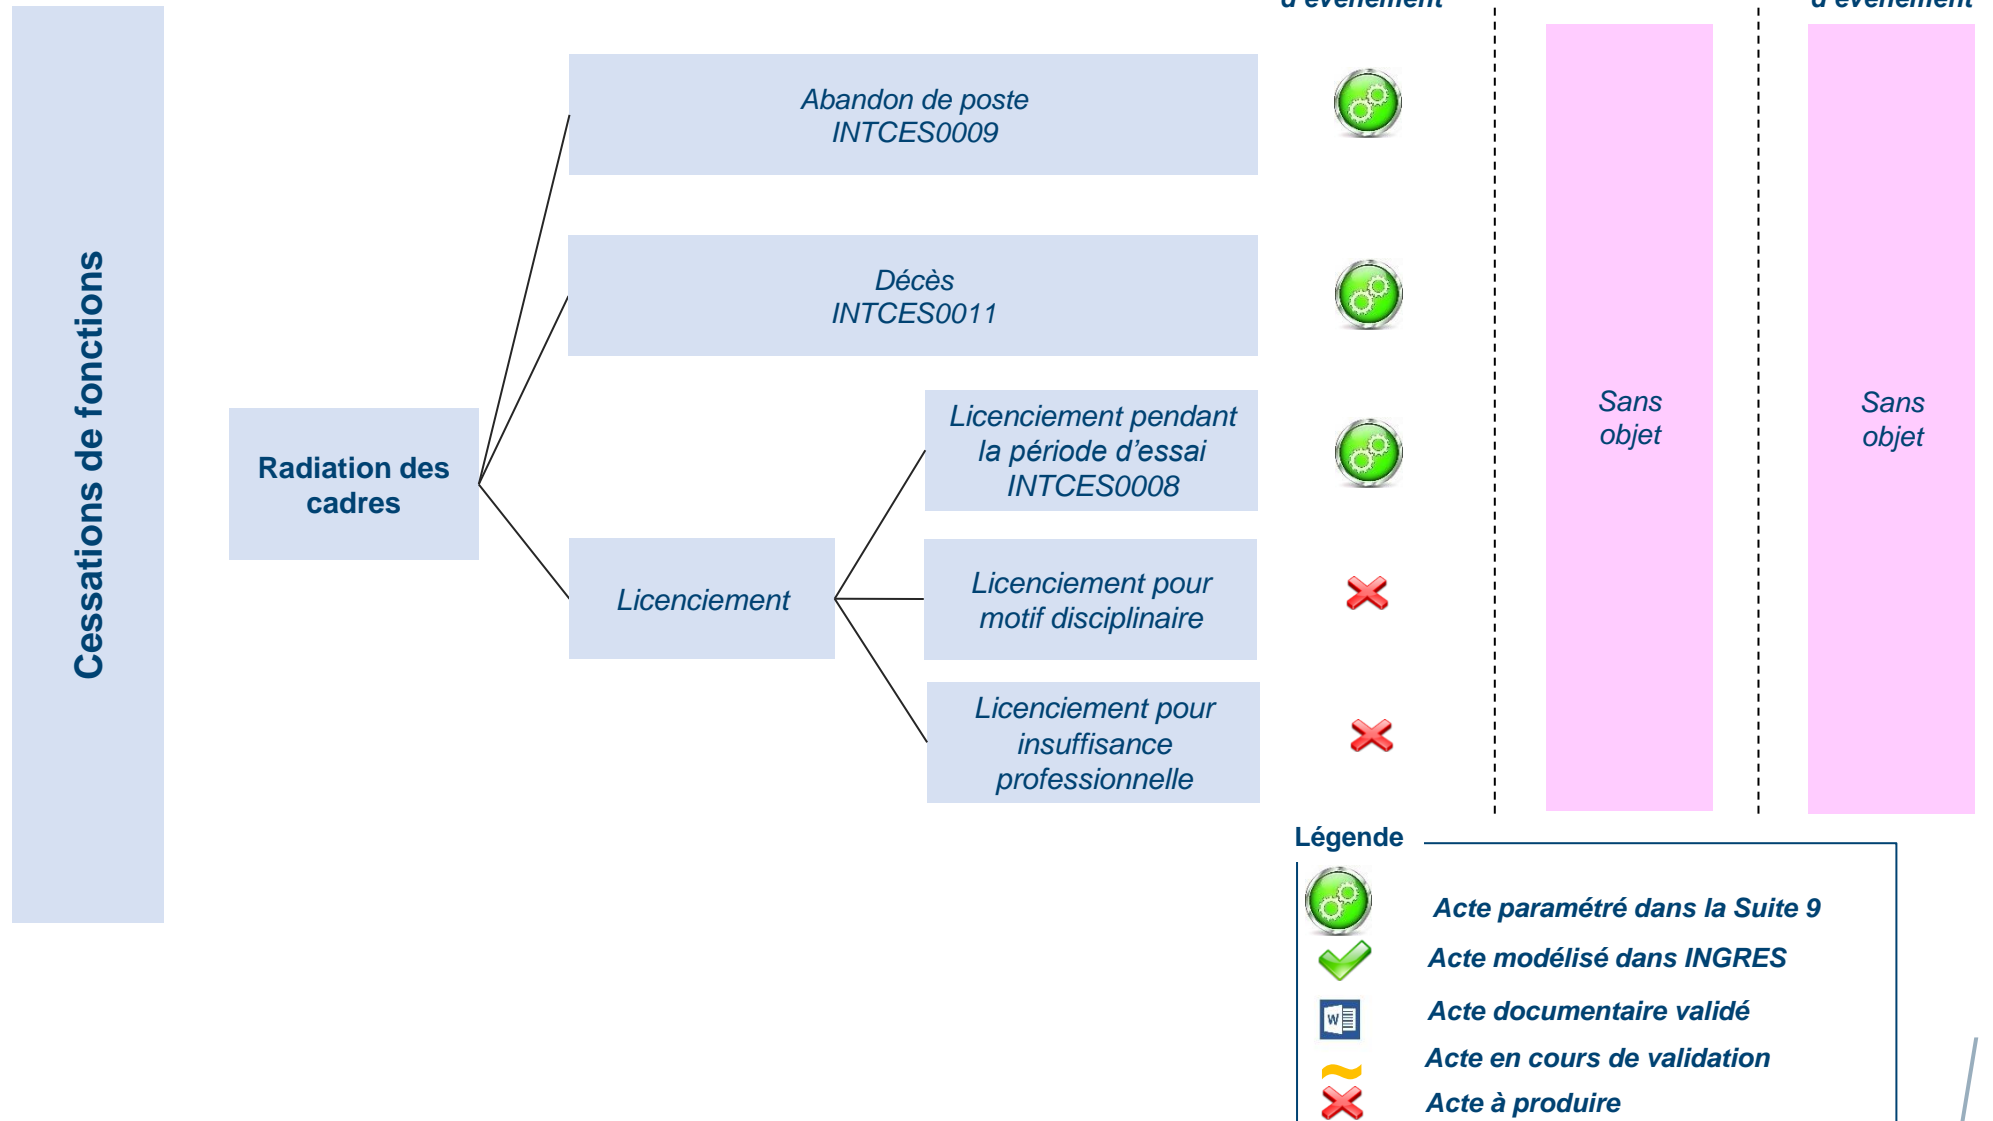 d'évènement
d'évènement
Cessations de fonctions
Abandon de poste
INTCES0009
Décès
INTCES0011
Radiation des
cadres
Licenciement
Licenciement pendant
la période d'essai
INTCES0008
Licenciement pour
motif disciplinaire
Licenciement pour
insuffisance
professionnelle
Sans
objet
Sans
objet
Légende
Acte paramétré dans la Suite 9
Acte modélisé dans INGRES
W
Acte documentaire validé
Acte en cours de validation
Acte à produire